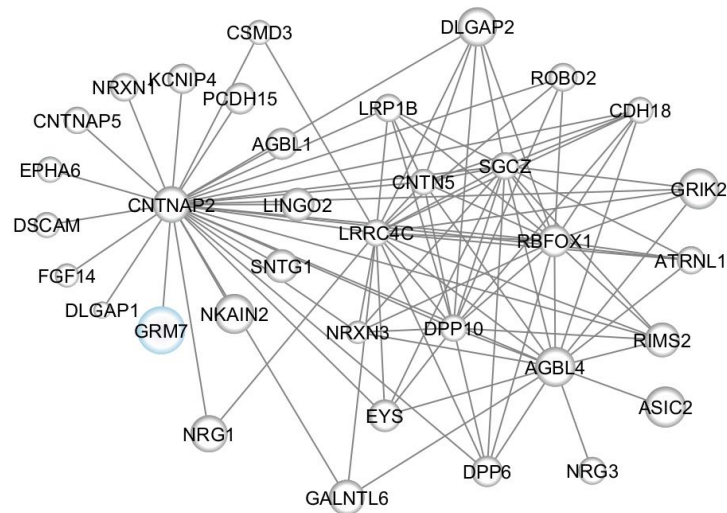 CSMD3
DLGAP2
NRXN1
KCNIP4
PCDH15
ROBO2
CNTNAP5
LRP1B
CDH18
AGBL1
EPHA6
CNTN5
SGCZ
GRIK2
CNTNAP2
LINGO2
DSCAM
LRRC4C
RBFOX1
FGF14
SNTG1
ATRNL1
DLGAP1
GRM7
NKAIN2
NRXN3
DPP10
RIMS2
AGBL4
NRG1
EYS
ASIC2
GALNTL6
DPP6
NRG3